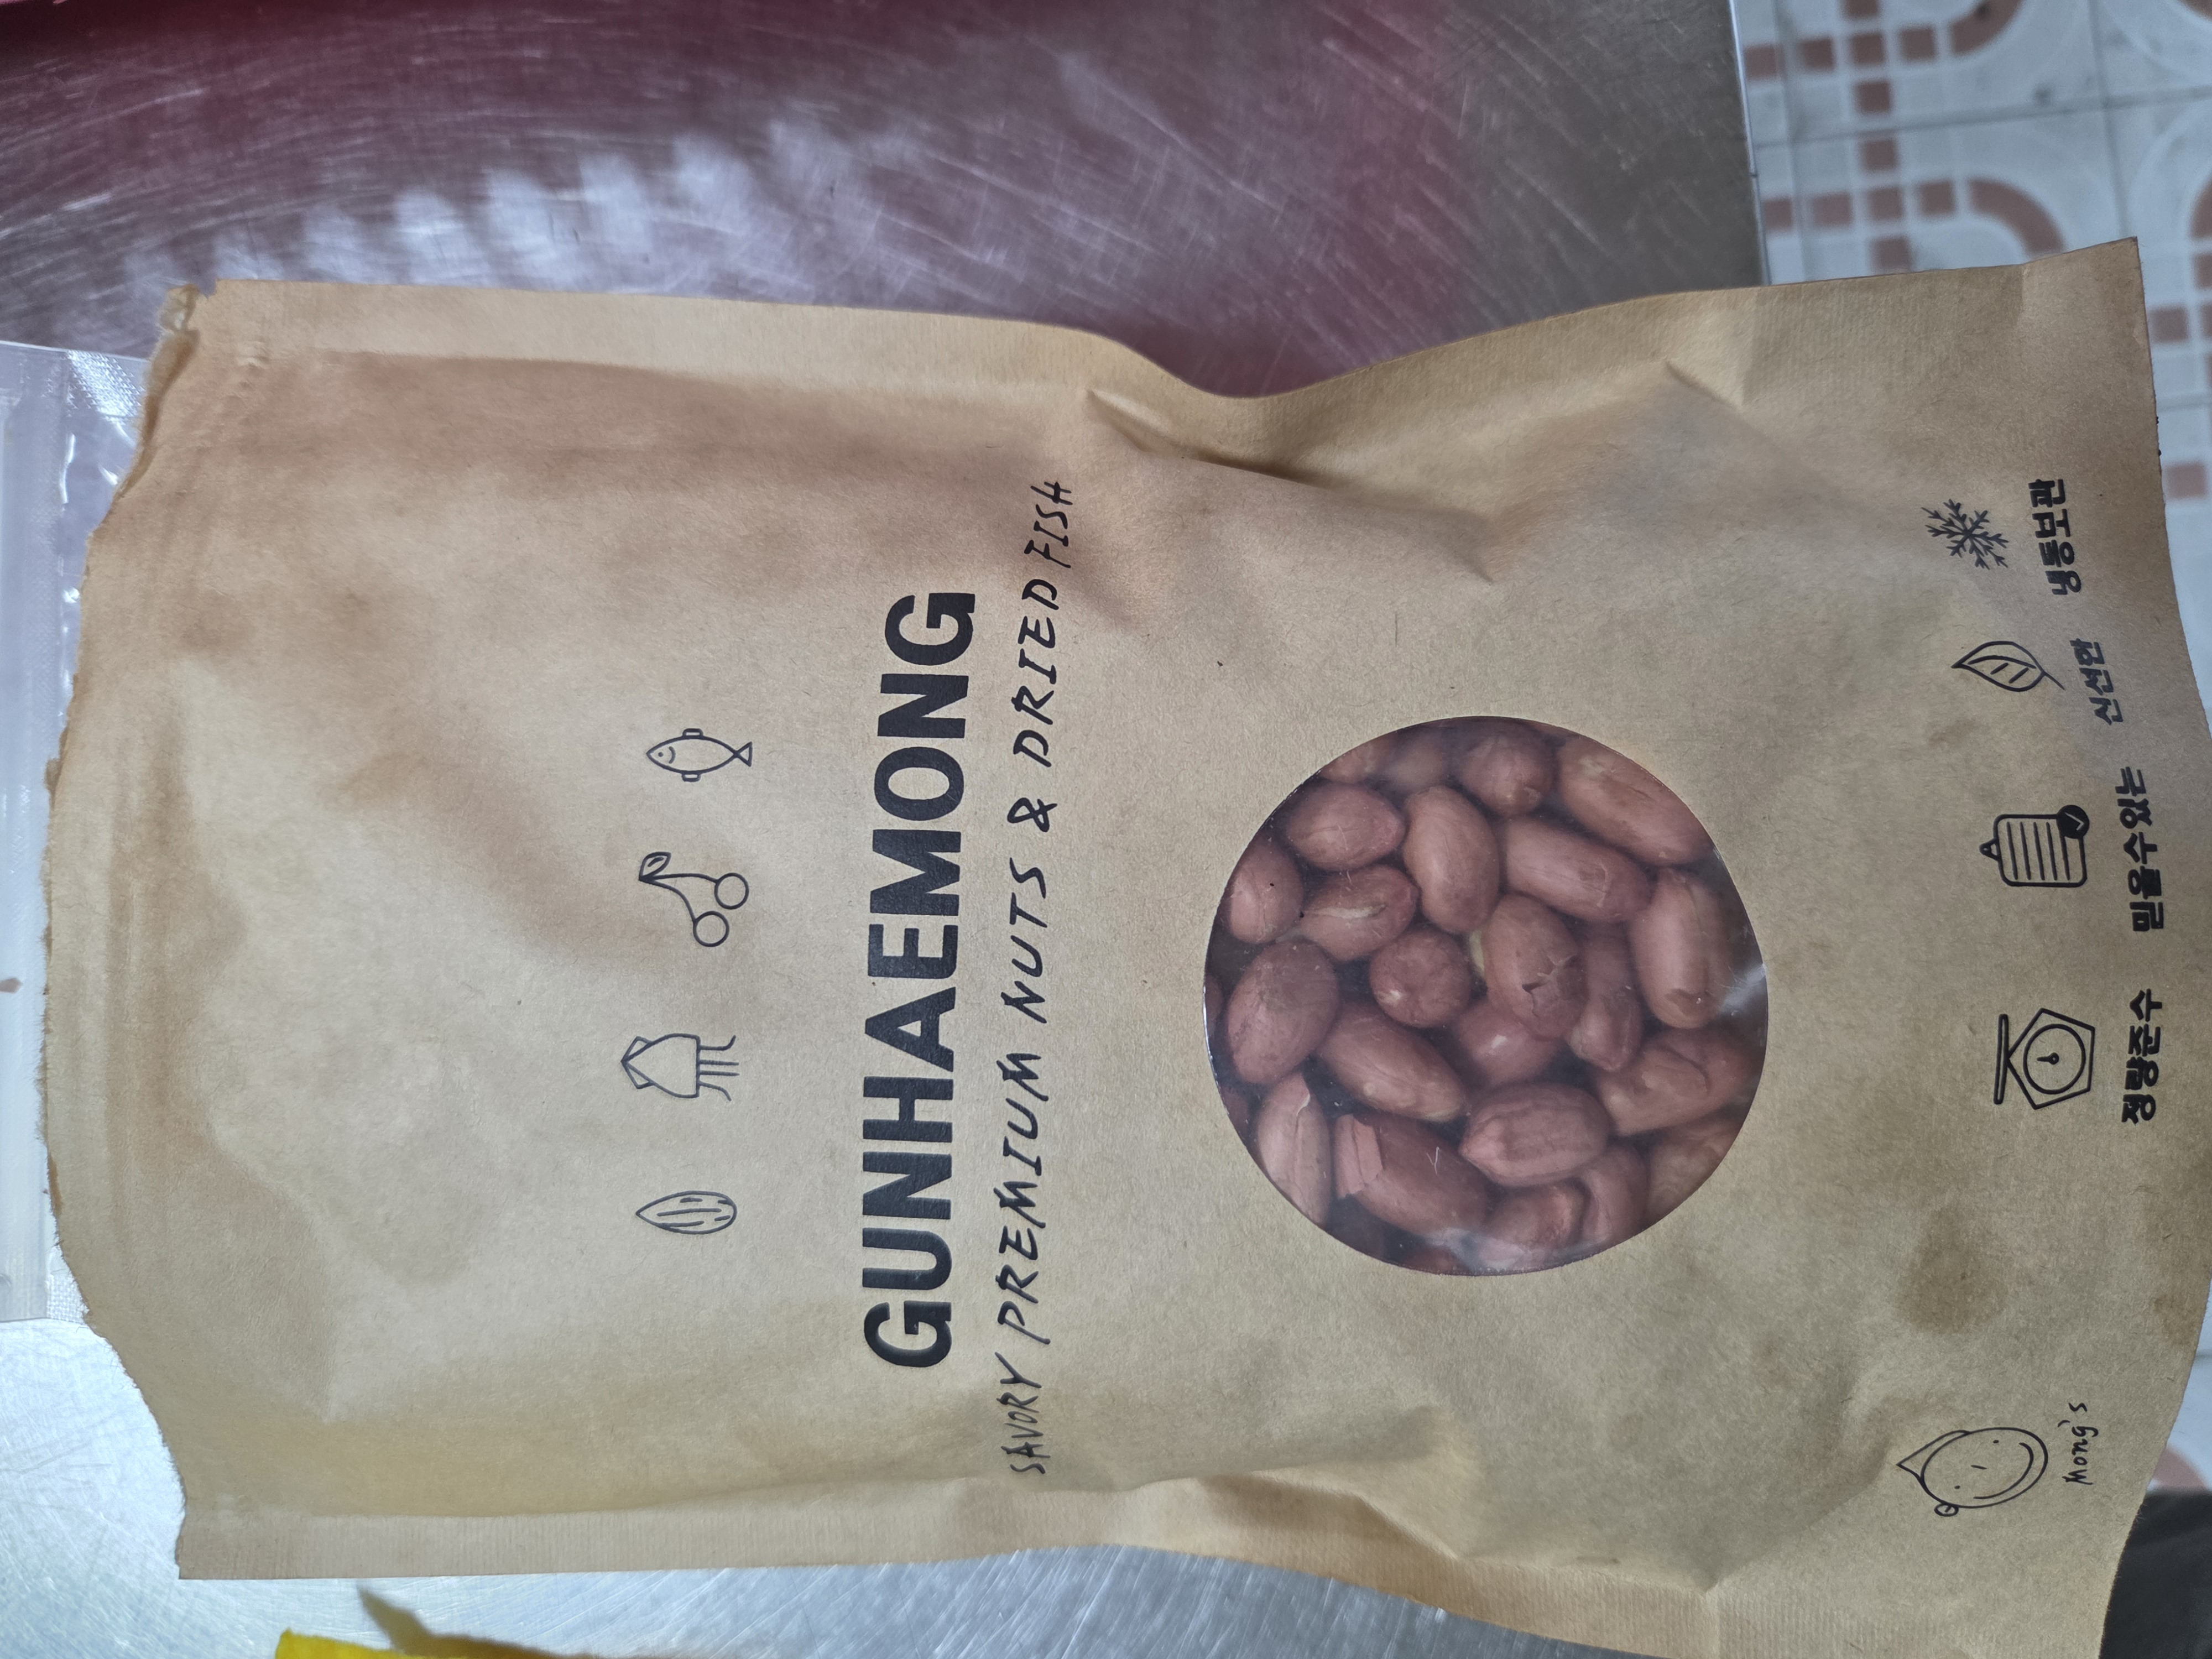 GUNHAEMONG
SAVORY PREMIUM NUTS & DRIED FISH
정량준수
믿을수있는
신선한
냉동보관
Mong's